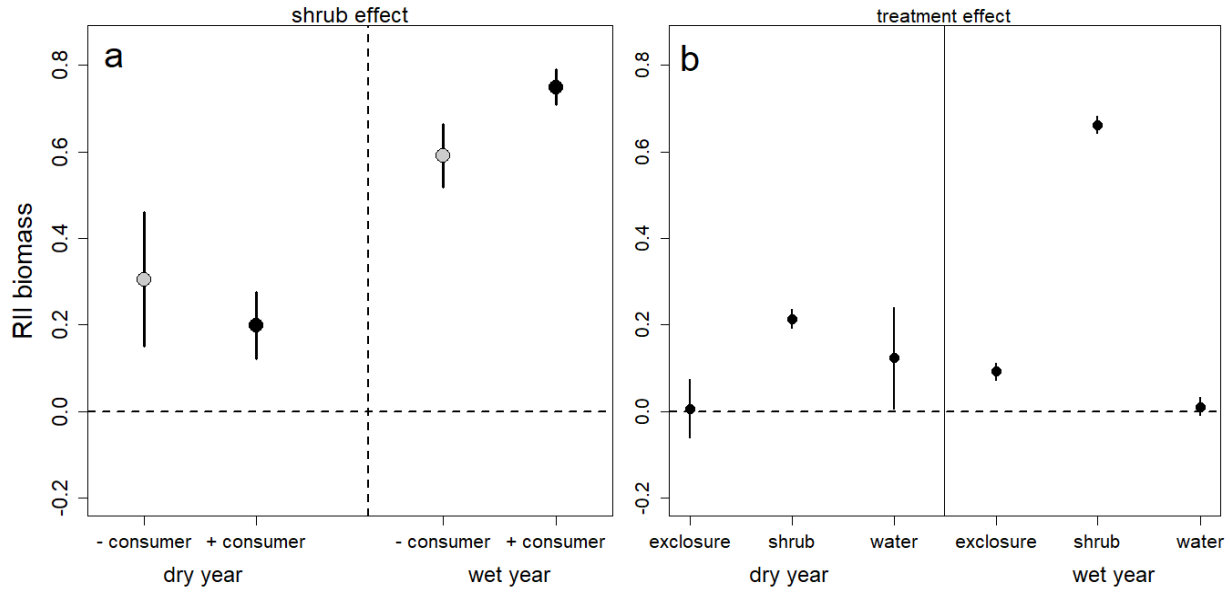 shrub effect
a
RII biomass
0.8
0.6
0.4
0.2
0.0
-0.2
- consumer + consumer - consumer + consumer
dry year wet year
treatment effect
b
0.8
0.6
0.4
0.2
0.0
-0.2
exclosure shrub water exclosure shrub water
dry year wet year